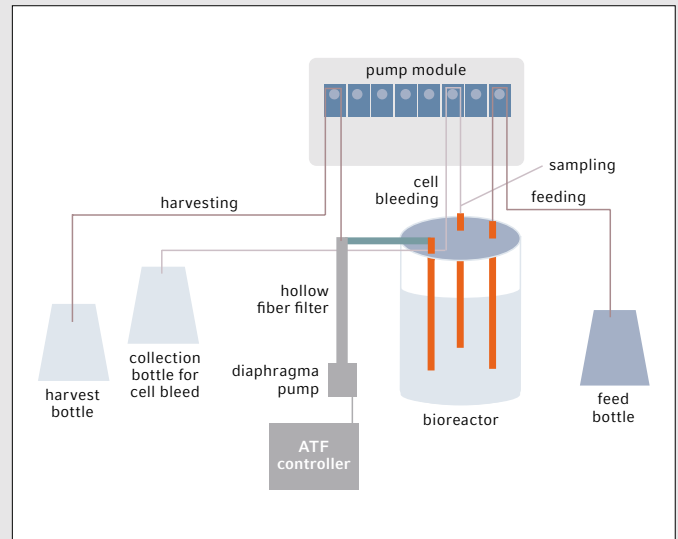 pump module
sampling
cell
bleeding
harvesting
feeding
hollow
fiber filter
collection
bottle for
cell bleed
diaphragma
pump
harvest
bottle
feed
bottle
bioreactor
ATF
controller